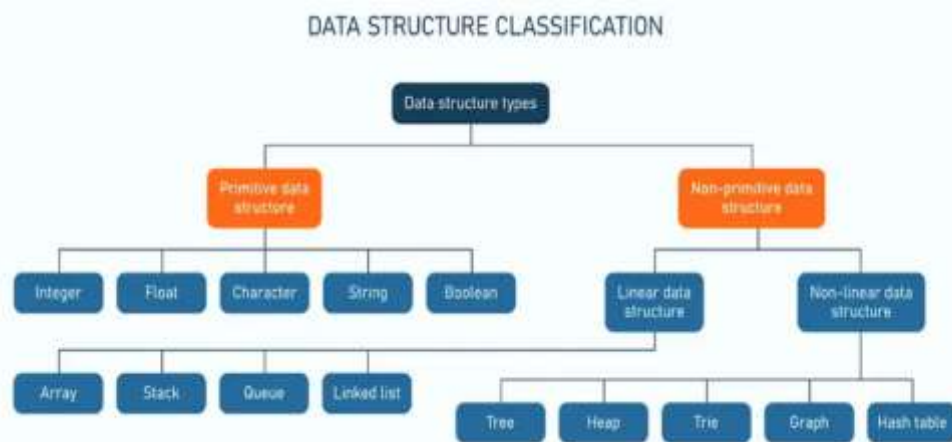 DATA STRUCTURE CLASSIFICATION
Data structure types
Primitive data
structure
Non-primitive data
structure
Integer
Float
Character
String
Boolean
Linear data
structure
Non-linear data
structure
Array
Stack
Queue
Linked list
Tree
Heap
Trie
Graph
Hash table